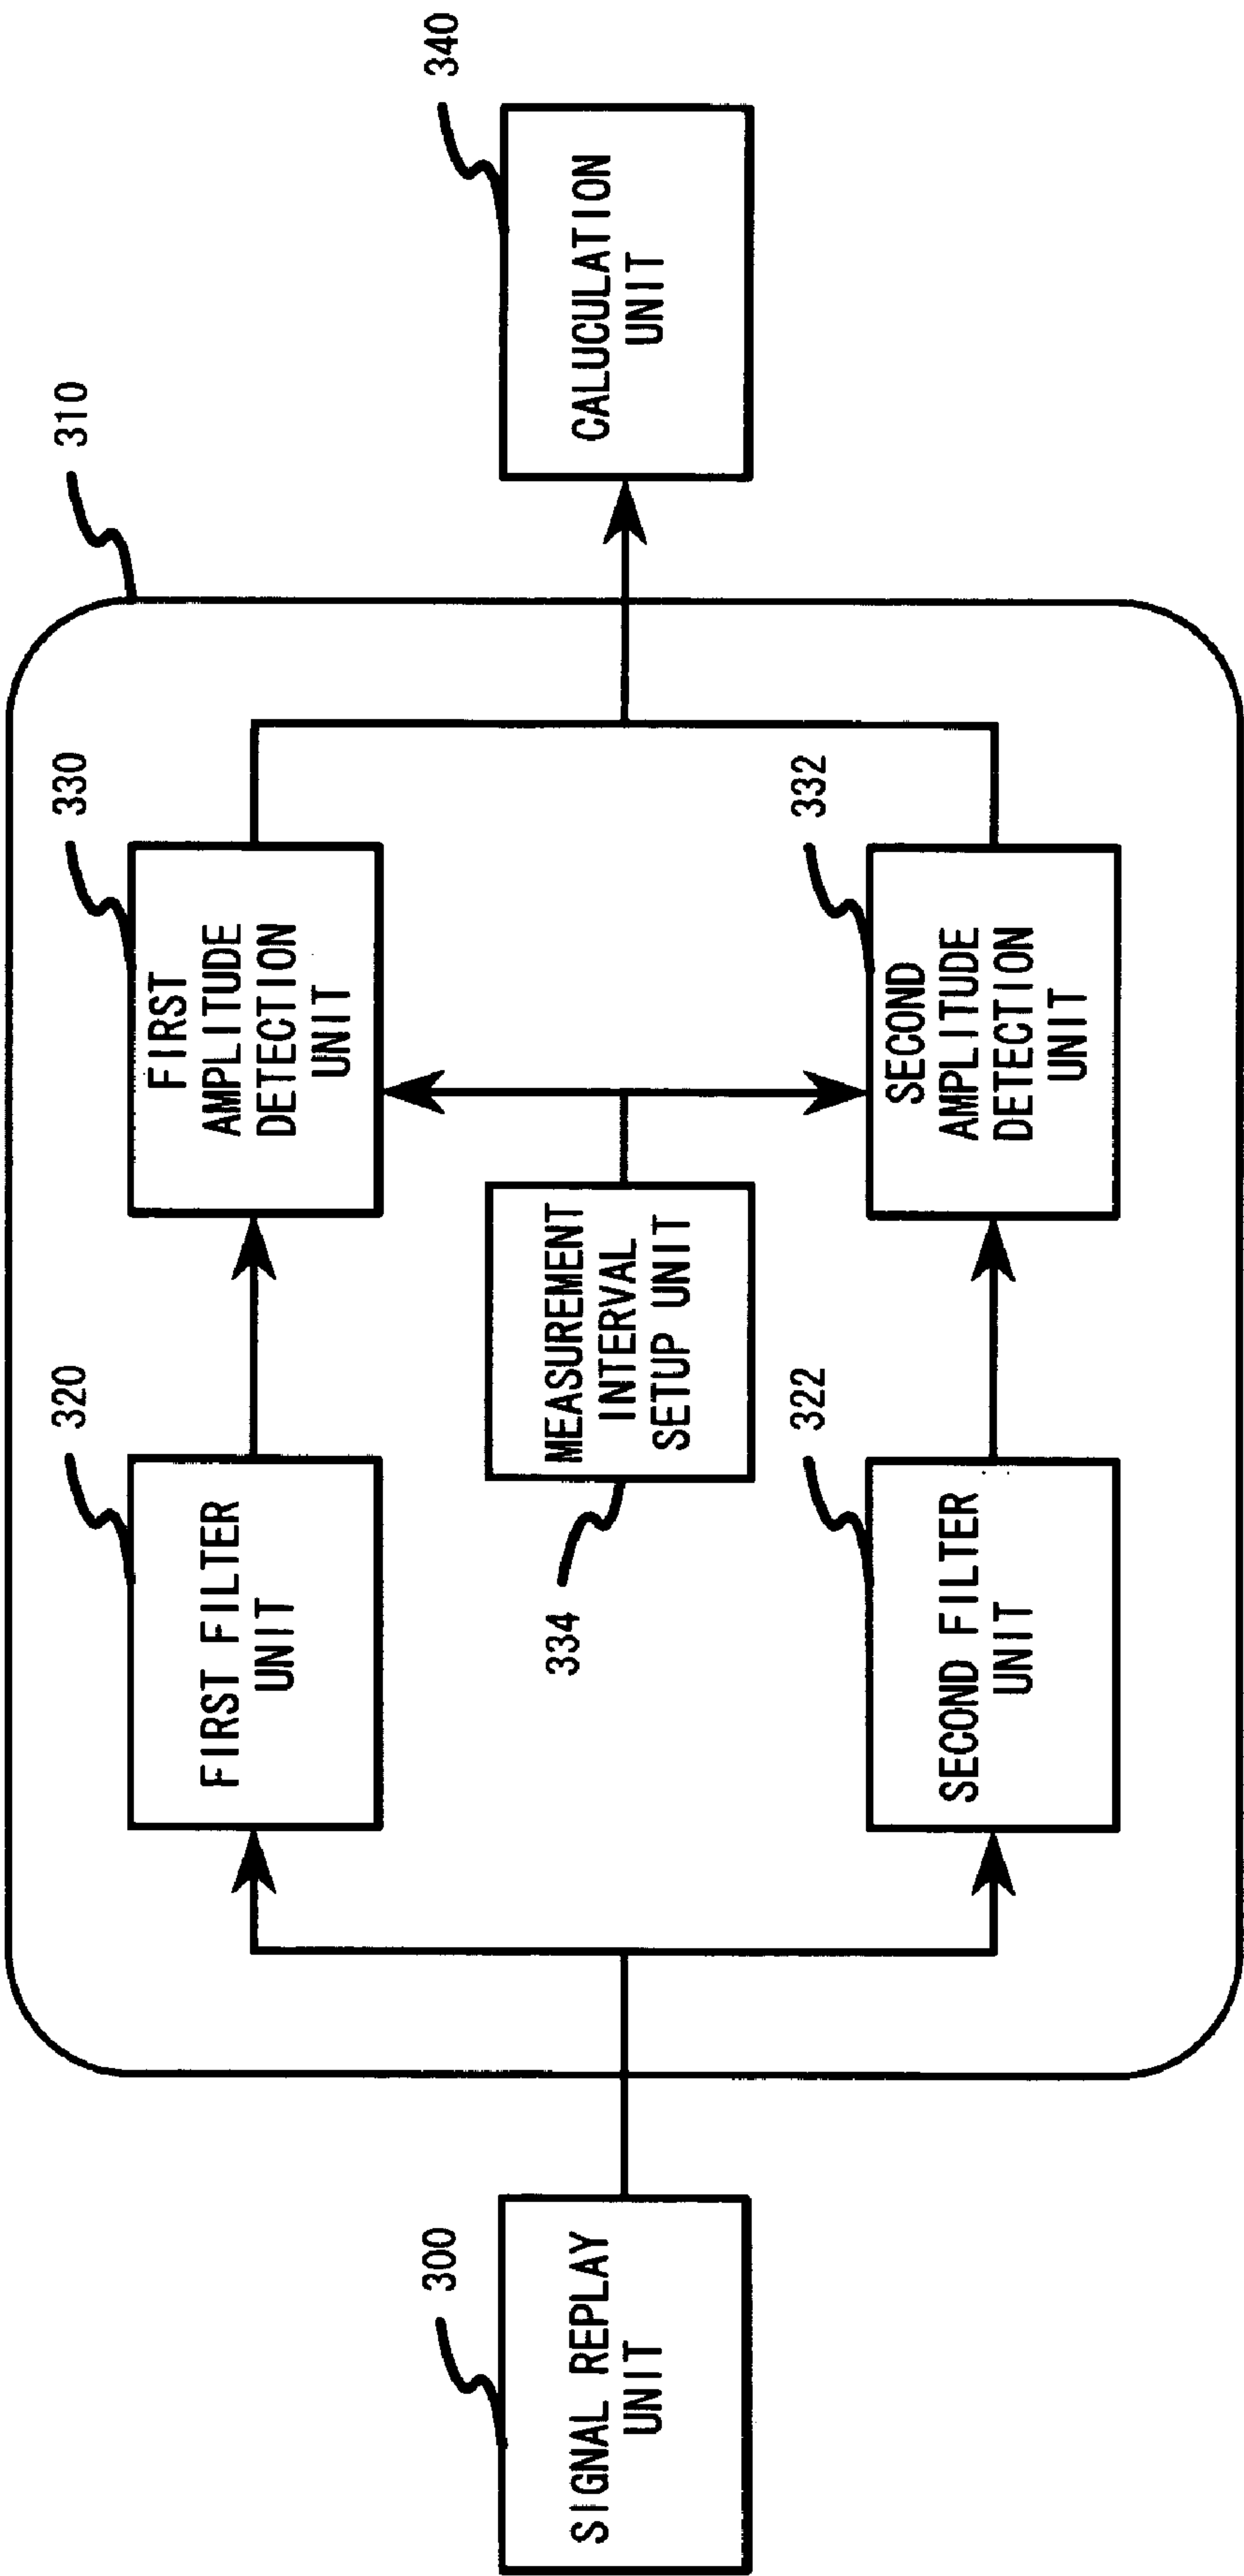 310
300
SIGNAL REPLAY
UNIT
320
FIRST FILTER
UNIT
330
FIRST
AMPLITUDE
DETECTION
UNIT
334
MEASUREMENT
INTERVAL
SETUP UNIT
322
SECOND FILTER
UNIT
332
SECOND
AMPLITUDE
DETECTION
UNIT
340
CALUCULATION
UNIT